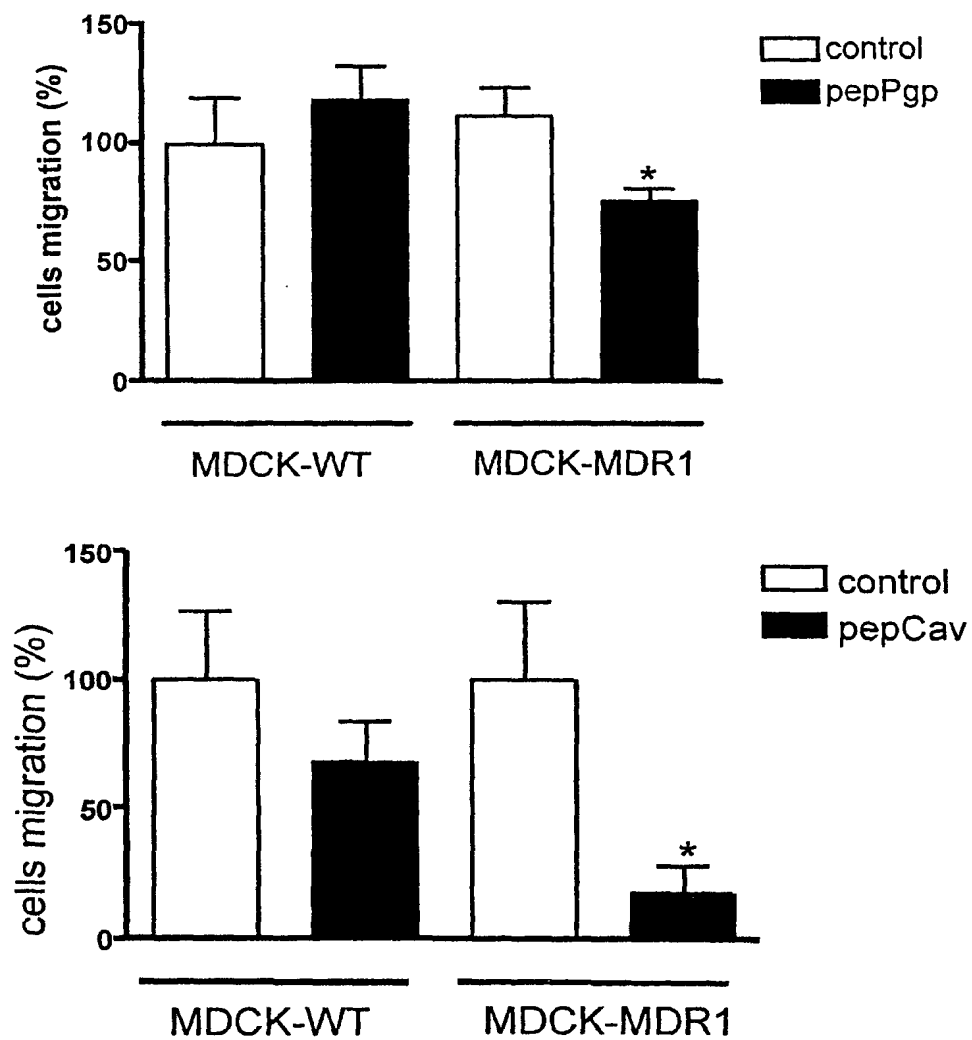 150
100
50
0
cells migration (%)
control
pepPgp
*
MDCK-WT
MDCK-MDR1
150
100
50
0
cells migration (%)
control
pepCav
*
MDCK-WT
MDCK-MDR1